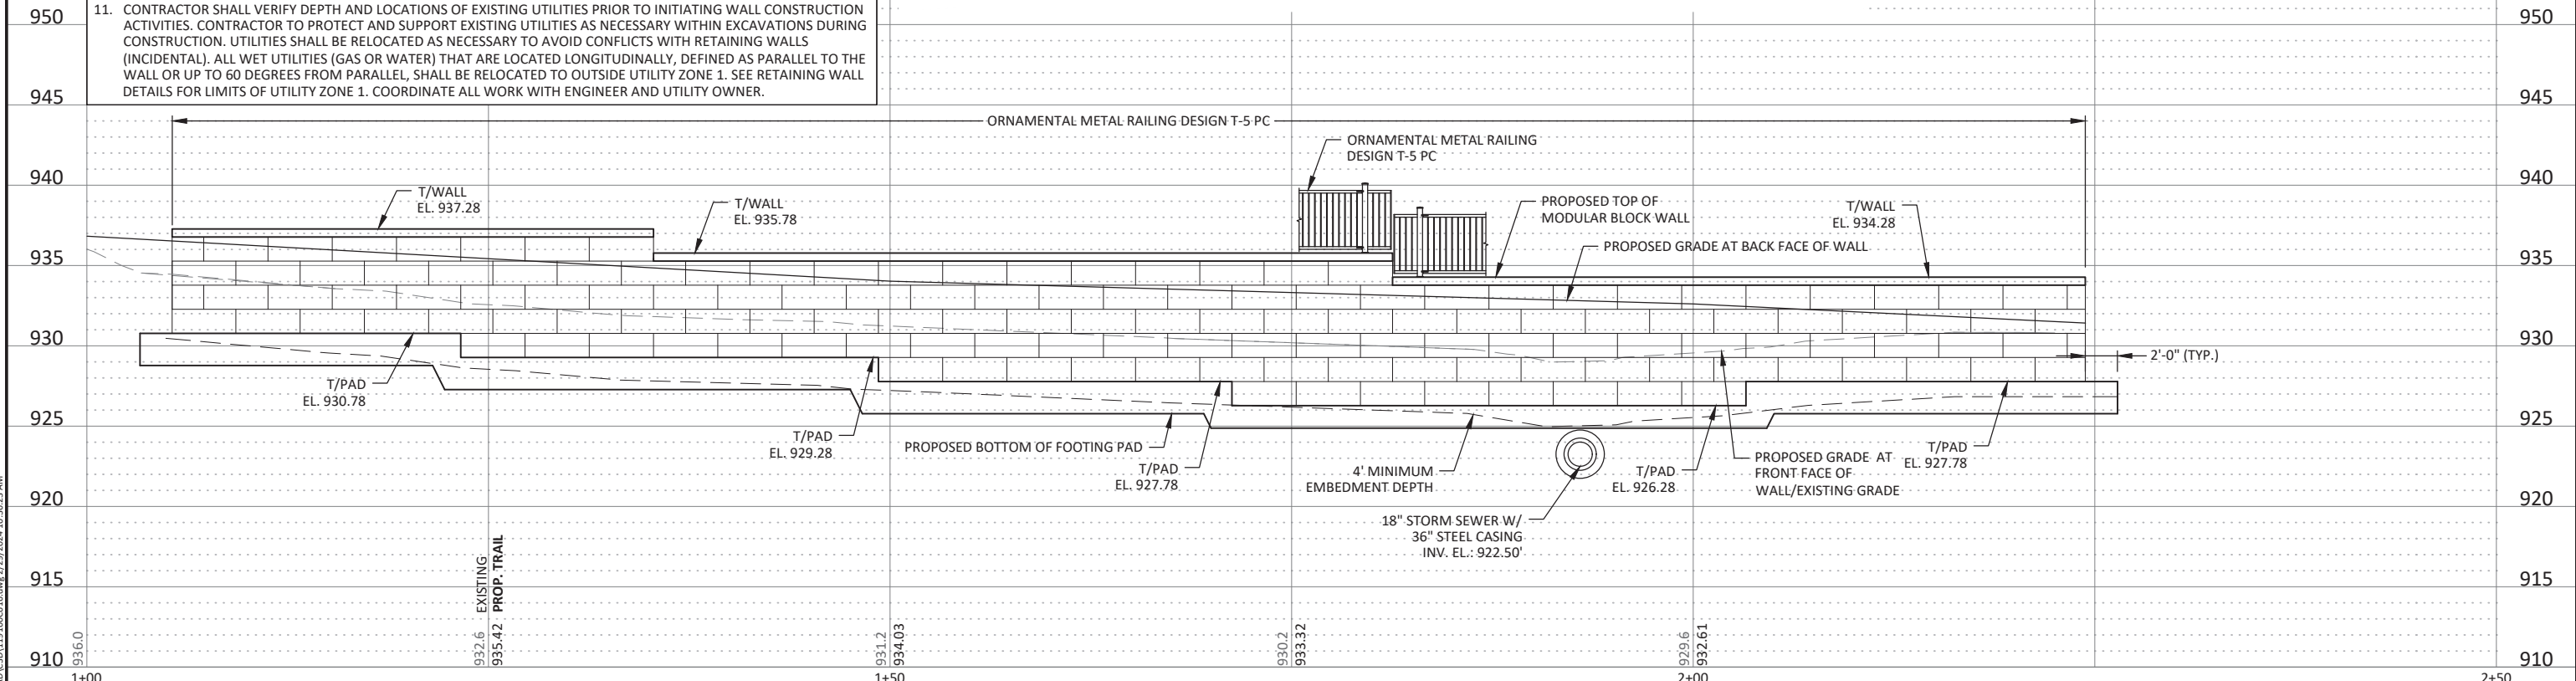 11. CONTRACTOR SHALL VERIFY DEPTH AND LOCATIONS OF EXISTING UTILITIES PRIOR TO INITIATING WALL CONSTRUCTION
ACTIVITIES. CONTRACTOR TO PROTECT AND SUPPORT EXISTING UTILITIES AS NECESSARY WITHIN EXCAVATIONS DURING
CONSTRUCTION. UTILITIES SHALL BE RELOCATED AS NECESSARY TO AVOID CONFLICTS WITH RETAINING WALLS
(INCIDENTAL). ALL WET UTILITIES (GAS OR WATER) THAT ARE LOCATED LONGITUDINALLY, DEFINED AS PARALLEL TO THE
WALL OR UP TO 60 DEGREES FROM PARALLEL, SHALL BE RELOCATED TO OUTSIDE UTILITY ZONE 1. SEE RETAINING WALL
DETAILS FOR LIMITS OF UTILITY ZONE 1. COORDINATE ALL WORK WITH ENGINEER AND UTILITY OWNER.
950
945
940
935
930
925
920
915
910
950
945
940
935
930
925
920
915
910
ORNAMENTAL METAL RAILING DESIGN T-5 PC
ORNAMENTAL METAL RAILING
DESIGN T-5 PC
T/WALL
EL. 937.28
T/WALL
EL. 935.78
PROPOSED TOP OF
MODULAR BLOCK WALL
T/WALL
EL. 934.28
PROPOSED GRADE AT BACK FACE OF WALL
2'-0" (TYP.)
T/PAD
EL. 930.78
T/PAD
EL. 929.28
PROPOSED BOTTOM OF FOOTING PAD
T/PAD
EL. 927.78
4' MINIMUM
EMBEDMENT DEPTH
T/PAD
EL. 926.28
PROPOSED GRADE AT
FRONT FACE OF
WALL/EXISTING GRADE
T/PAD
EL. 927.78
18" STORM SEWER W/
36" STEEL CASING
INV. EL.: 922.50'
EXISTING
PROP. TRAIL
936.0
932.6
935.42
931.2
934.03
930.2
933.32
929.6
932.61
1+00
1+50
2+00
2+50